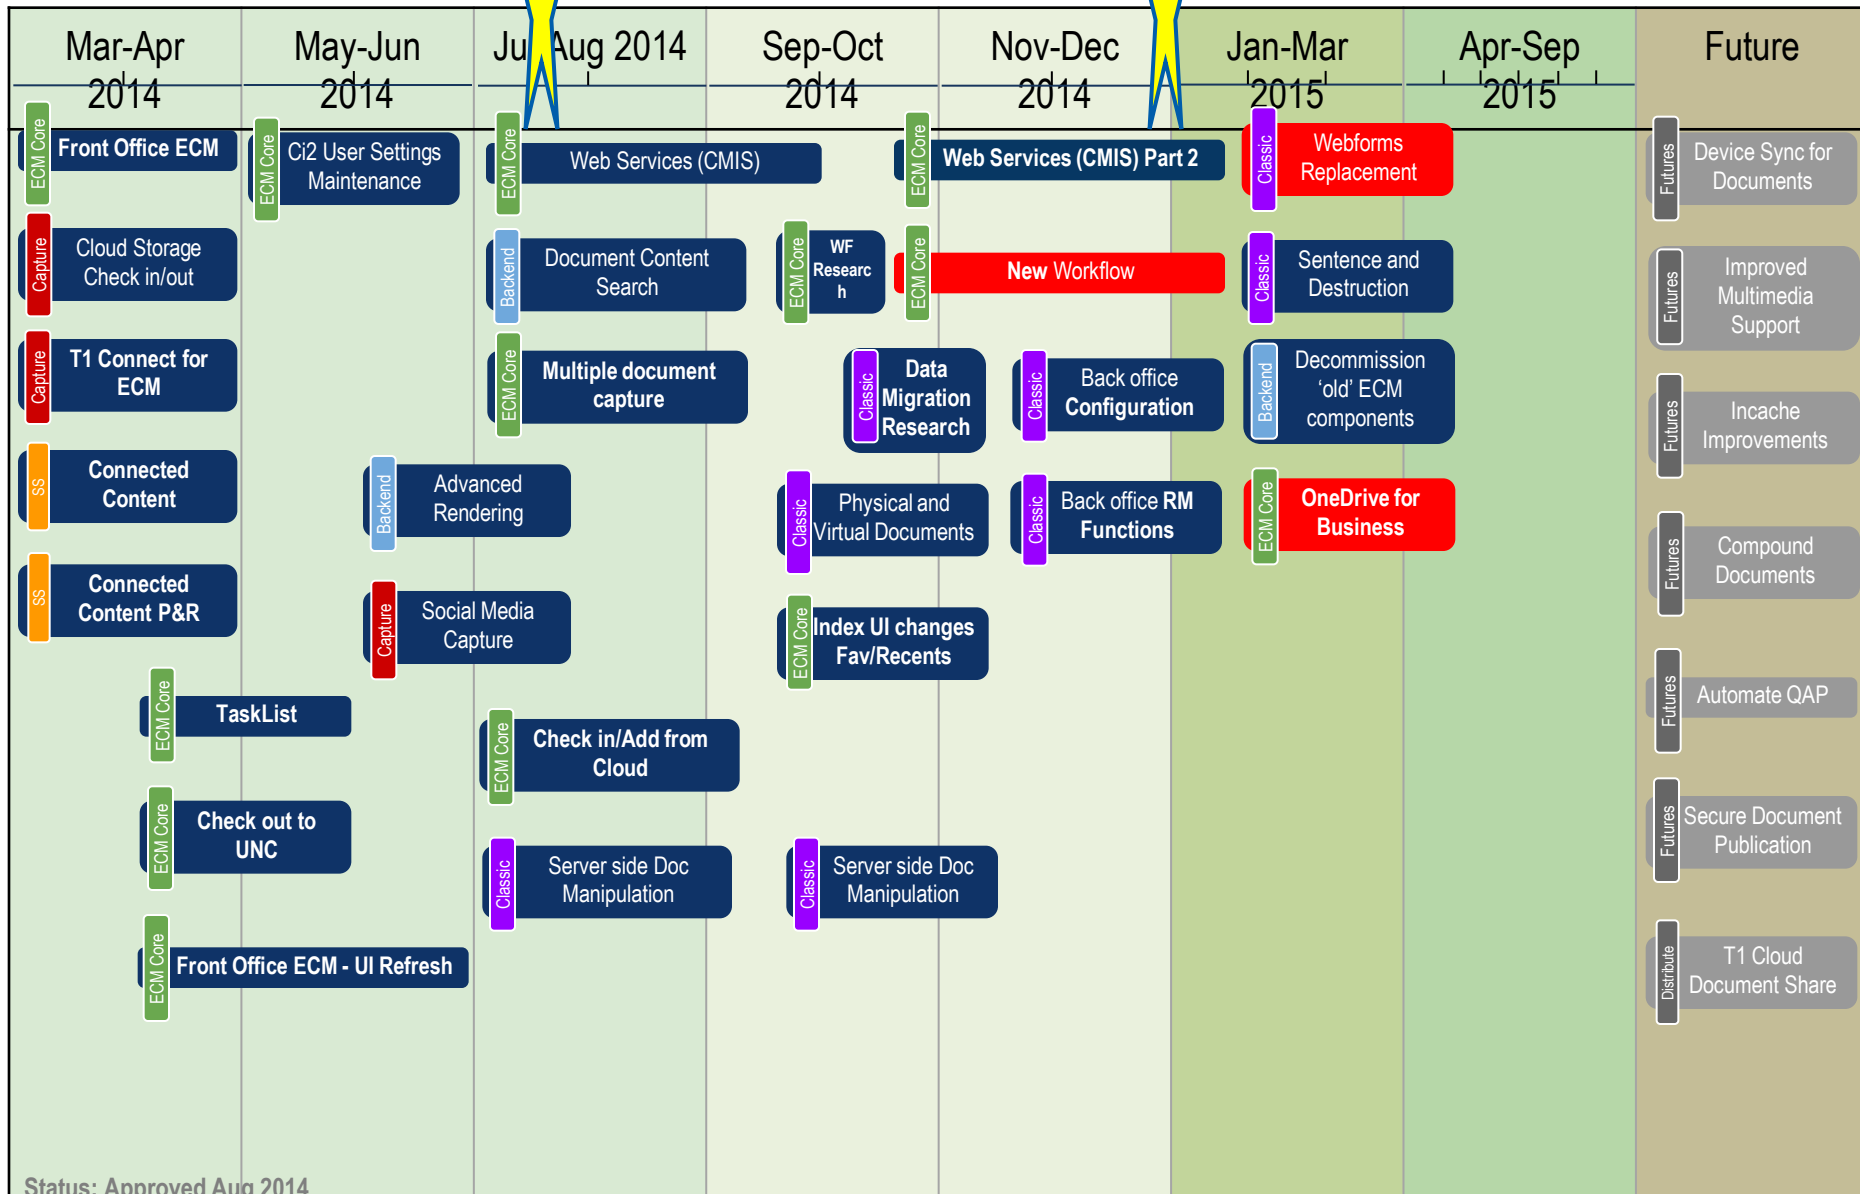 Mar-Apr
2014
May-Jun
2014
Ju Aug 2014
Sep-Oct
2014
Nov-Dec
2014
Jan-Mar
2015
Apr-Sep
2015
Future
ECM Core
Front Office ECM
Capture
Cloud Storage
Check in/out
Capture
T1 Connect for
ECM
SS
Connected
Content
SS
Connected
Content P&R
ECM Core
TaskList
ECM Core
Check out to
UNC
ECM Core
Front Office ECM - UI Refresh
ECM Core
Ci2 User Settings
Maintenance
Backend
Advanced
Rendering
Capture
Social Media
Capture
ECM Core
Web Services (CMIS)
Backend
Document Content
Search
ECM Core
Multiple document
capture
ECM Core
Check in/Add from
Cloud
Classic
Server side Doc
Manipulation
ECM Core
WF
Researc
h
Classic
Data
Migration
Research
Classic
Physical and
Virtual Documents
ECM Core
Index UI changes
Fav/Recents
Classic
Server side Doc
Manipulation
ECM Core
Web Services (CMIS) Part 2
ECM Core
New Workflow
Classic
Back office
Configuration
Classic
Back office RM
Functions
Classic
Webforms
Replacement
Classic
Sentence and
Destruction
Backend
Decommission
‘old’ ECM
components
ECM Core
OneDrive for
Business
Futures
Device Sync for
Documents
Futures
Improved
Multimedia
Support
Futures
Incache
Improvements
Futures
Compound
Documents
Futures
Automate QAP
Futures
Secure Document
Publication
Distribute
T1 Cloud
Document Share
Status: Approved Aug 2014